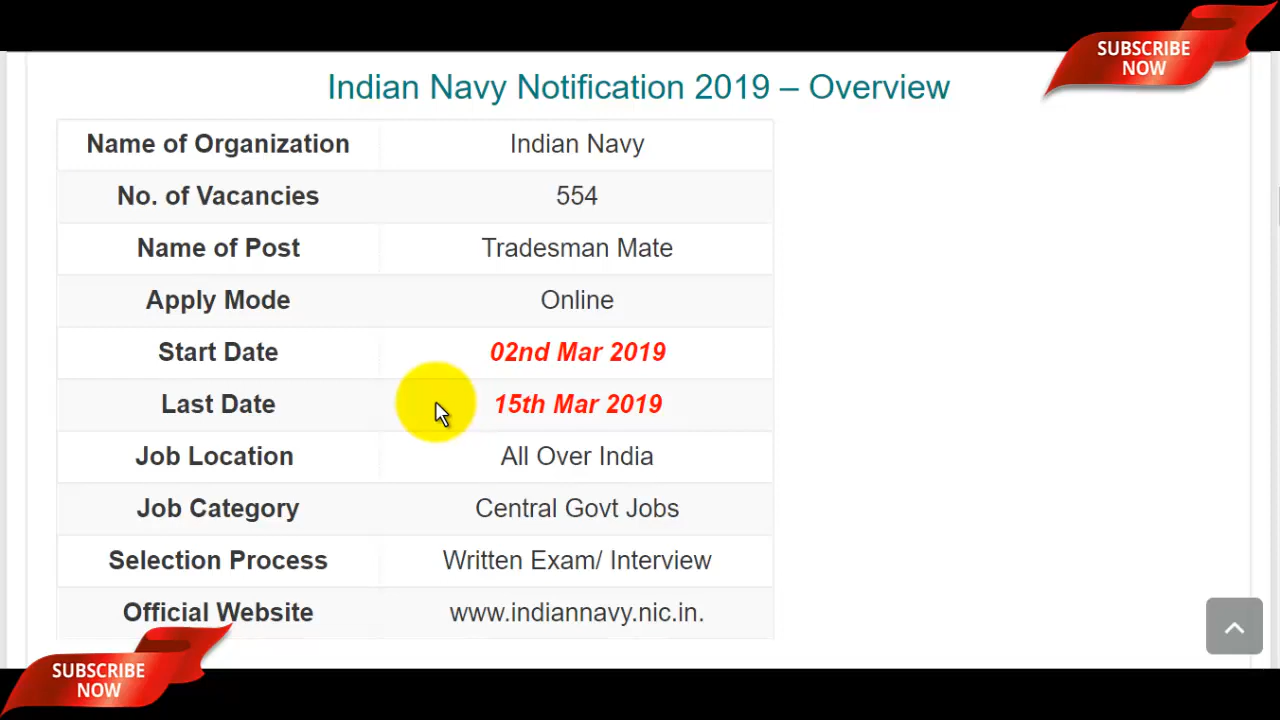 SUBSCRIBE
NOW
Indian Navy Notification 2019 – Overview
Name of Organization Indian Navy
No. of Vacancies 554
Name of Post Tradesman Mate
Apply Mode Online
Start Date 02nd Mar 2019
Last Date 15th Mar 2019
Job Location All Over India
Job Category Central Govt Jobs
Selection Process Written Exam/ Interview
Official Website www.indiannavy.nic.in.
SUBSCRIBE
NOW